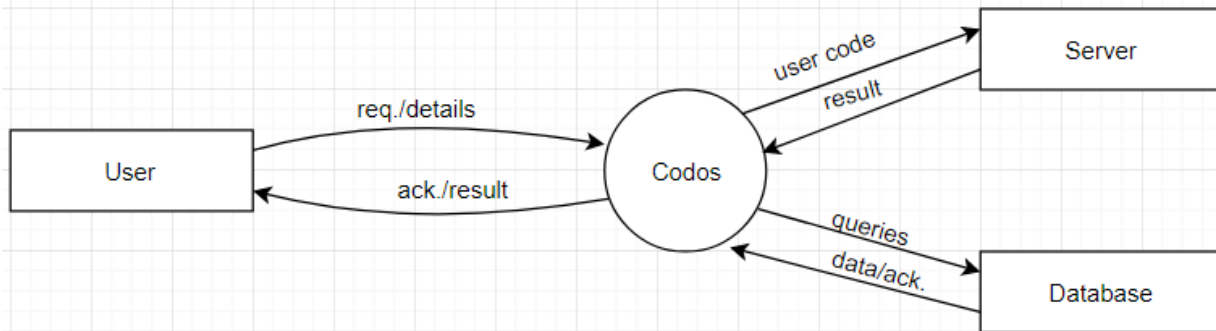 user code
Server
result
req./details
User
Codos
ack./result
queries
data/ack.
Database